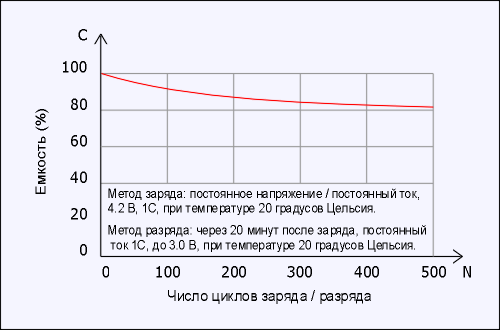 C
100
80
60
40
20
0
Емкость (%)
Метод заряда: постоянное напряжение / постоянный ток,
4.2 В, 1С, при температуре 20 градусов Цельсия.
Метод разряда: через 20 минут после заряда, постоянный
ток 1С, до 3.0 В, при температуре 20 градусов Цельсия.
0 100 200 300 400 500 N
Число циклов заряда / разряда